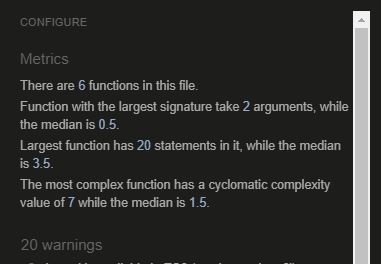 CONFIGURE
Metrics
There are 6 functions in this file.
Function with the largest signature take 2 arguments, while
the median is 0.5.
Largest function has 20 statements in it, while the median
is 3.5.
The most complex function has a cyclomatic complexity
value of 7 while the median is 1.5.
20 warnings